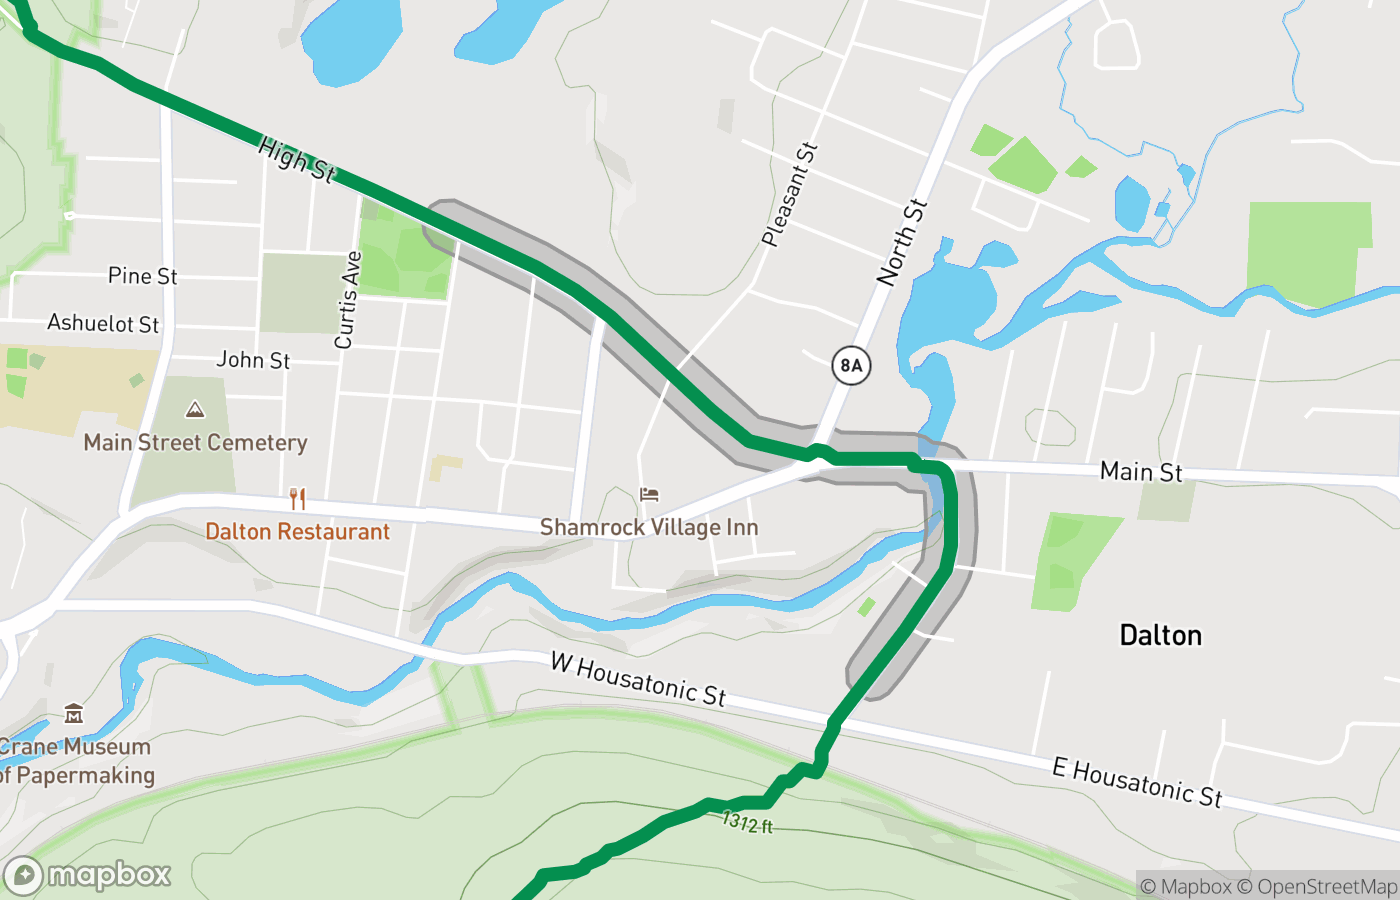 High St
Pleasant St
North St
Pine St
Curtis Ave
Ashuelot St
John St
8A
Main Street Cemetery
Main St
Dalton Restaurant
Shamrock Village Inn
Dalton
W Housatonic St
Crane Museum
of Papermaking
E Housatonic St
1312 ft
mapbox
© Mapbox © OpenStreetMap